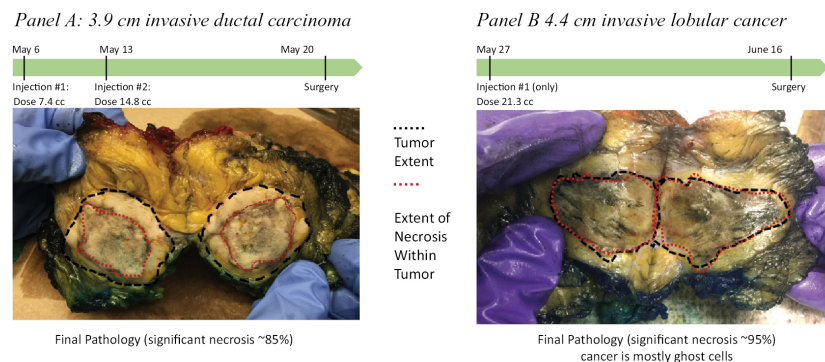 Panel A: 3.9 cm invasive ductal carcinoma
May 6
May 13
May 20
Injection #1:
Dose 7.4 cc
Injection #2:
Dose 14.8 cc
Surgery
Tumor
Extent
Extent of
Necrosis
Within
Tumor
Final Pathology (significant necrosis ~85%)
Panel B 4.4 cm invasive lobular cancer
May 27
June 16
Injection #1 (only)
Dose 21.3 cc
Surgery
Final Pathology (significant necrosis ~95%)
cancer is mostly ghost cells